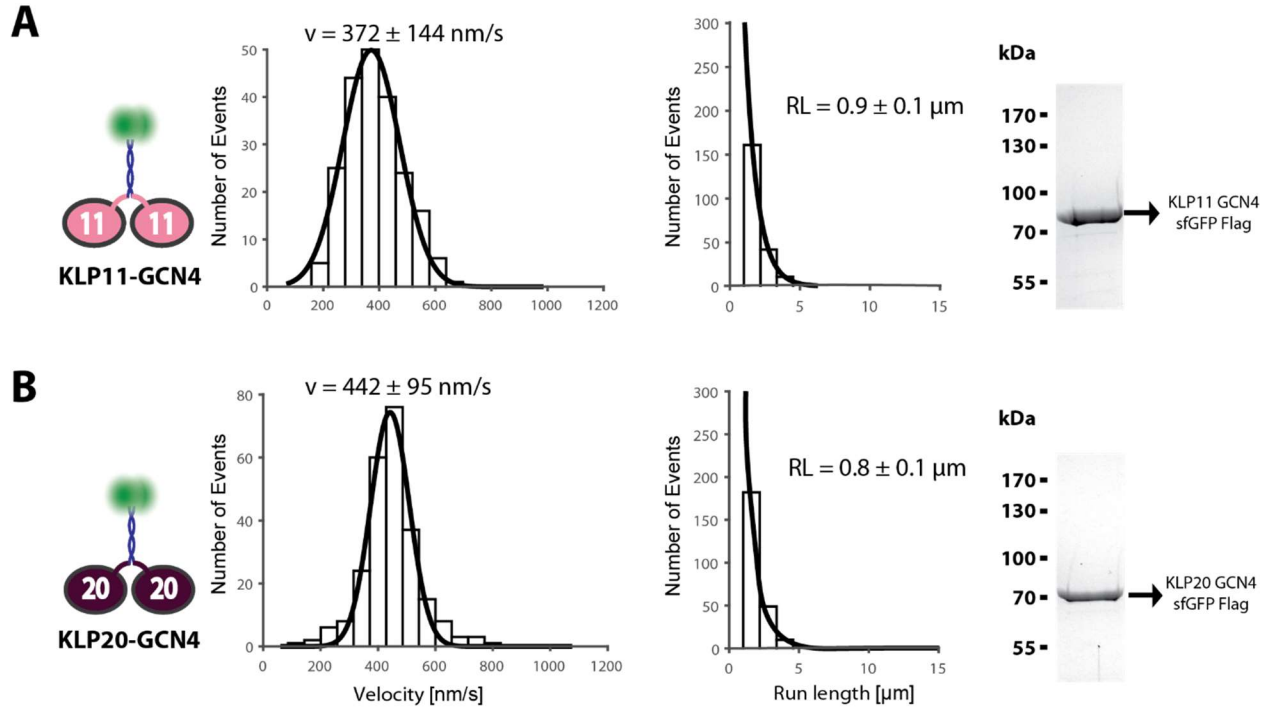 A
v = 372 ± 144 nm/s
50
40
30
20
10
0
Number of Events
0 200 400 600 800 1000 1200
11 11
KLP11-GCN4
300
250
200
150
100
50
0
Number of Events
RL = 0.9 ± 0.1 µm
0 5 10 15
kDa
170
130
100
70
55
KLP11 GCN4
sfGFP Flag
B
v = 442 ± 95 nm/s
80
60
40
20
0
Number of Events
0 200 400 600 800 1000 1200
Velocity [nm/s]
20 20
KLP20-GCN4
300
250
200
150
100
50
0
Number of Events
RL = 0.8 ± 0.1 µm
0 5 10 15
Run length [µm]
kDa
170
130
100
70
55
KLP20 GCN4
sfGFP Flag